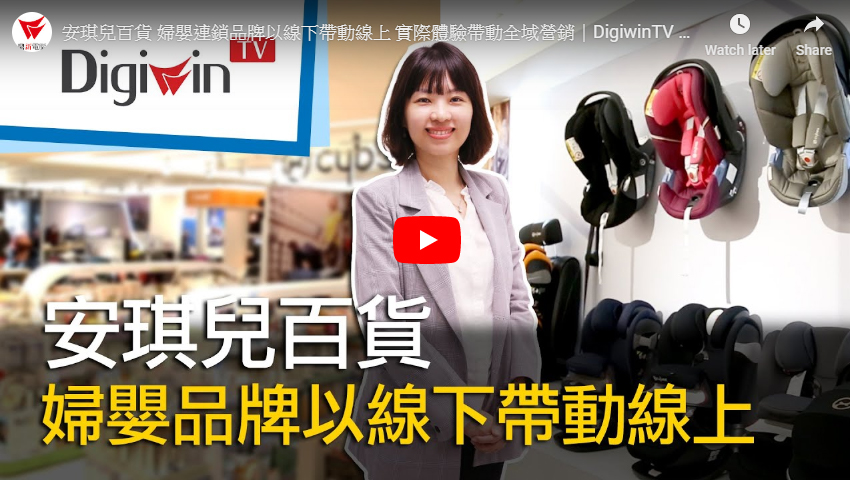 安琪兒百貨 婦嬰連鎖品牌以線下帶動線上 實際體驗帶動全域營銷｜DigiwinTV ...
Watch later
Share
Digiwin TV
cyb
安琪兒百貨
婦嬰品牌以線下帶動線上